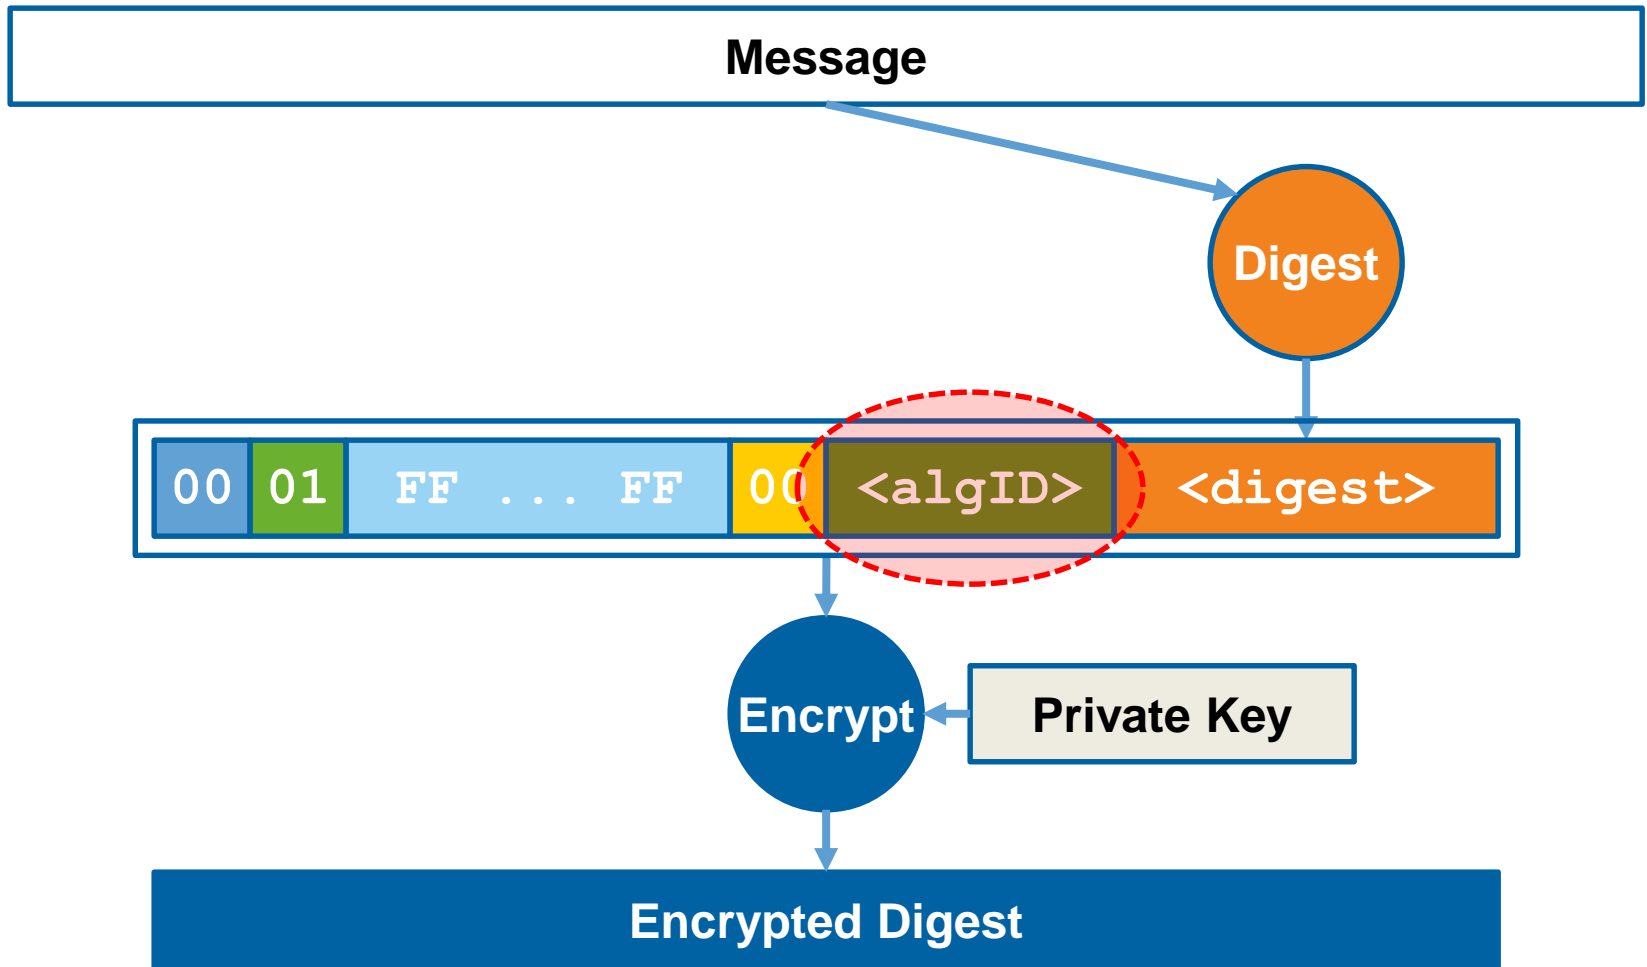 Message
Digest
00 01 FF ... FF 00 <algID> <digest>
Encrypt
Private Key
Encrypted Digest